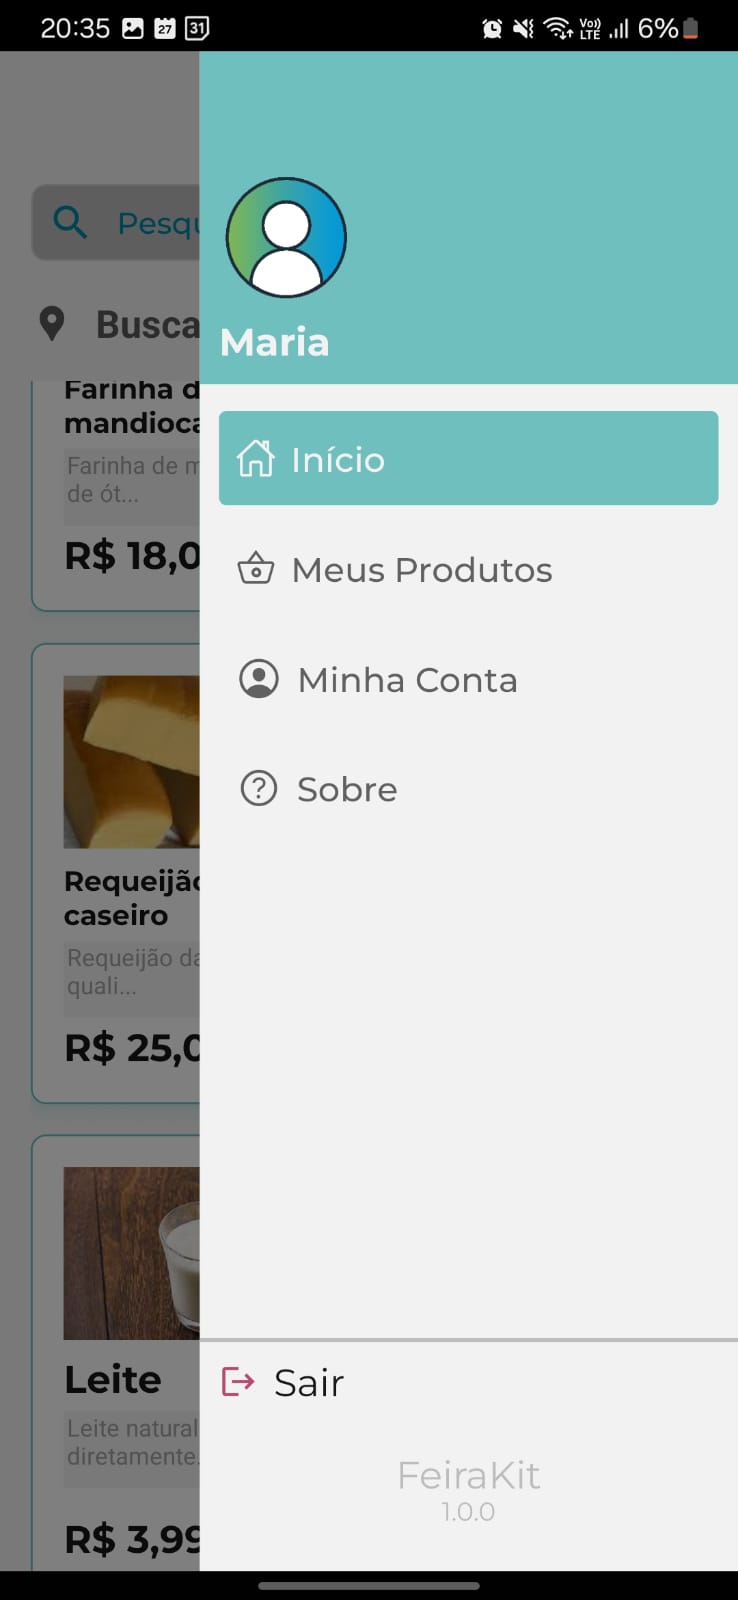 20:35 27 31 Vo)) LTE 6%
Pesqu
Busca
Farinha d
mandioca
Farinha de m
de ót...
R$ 18,0
Requeijão
caseiro
Requeijão da
quali...
R$ 25,0
Leite
Leite natural
diretamente.
R$ 3,99
Maria
Início
Meus Produtos
Minha Conta
Sobre
Sair
FeiraKit
1.0.0